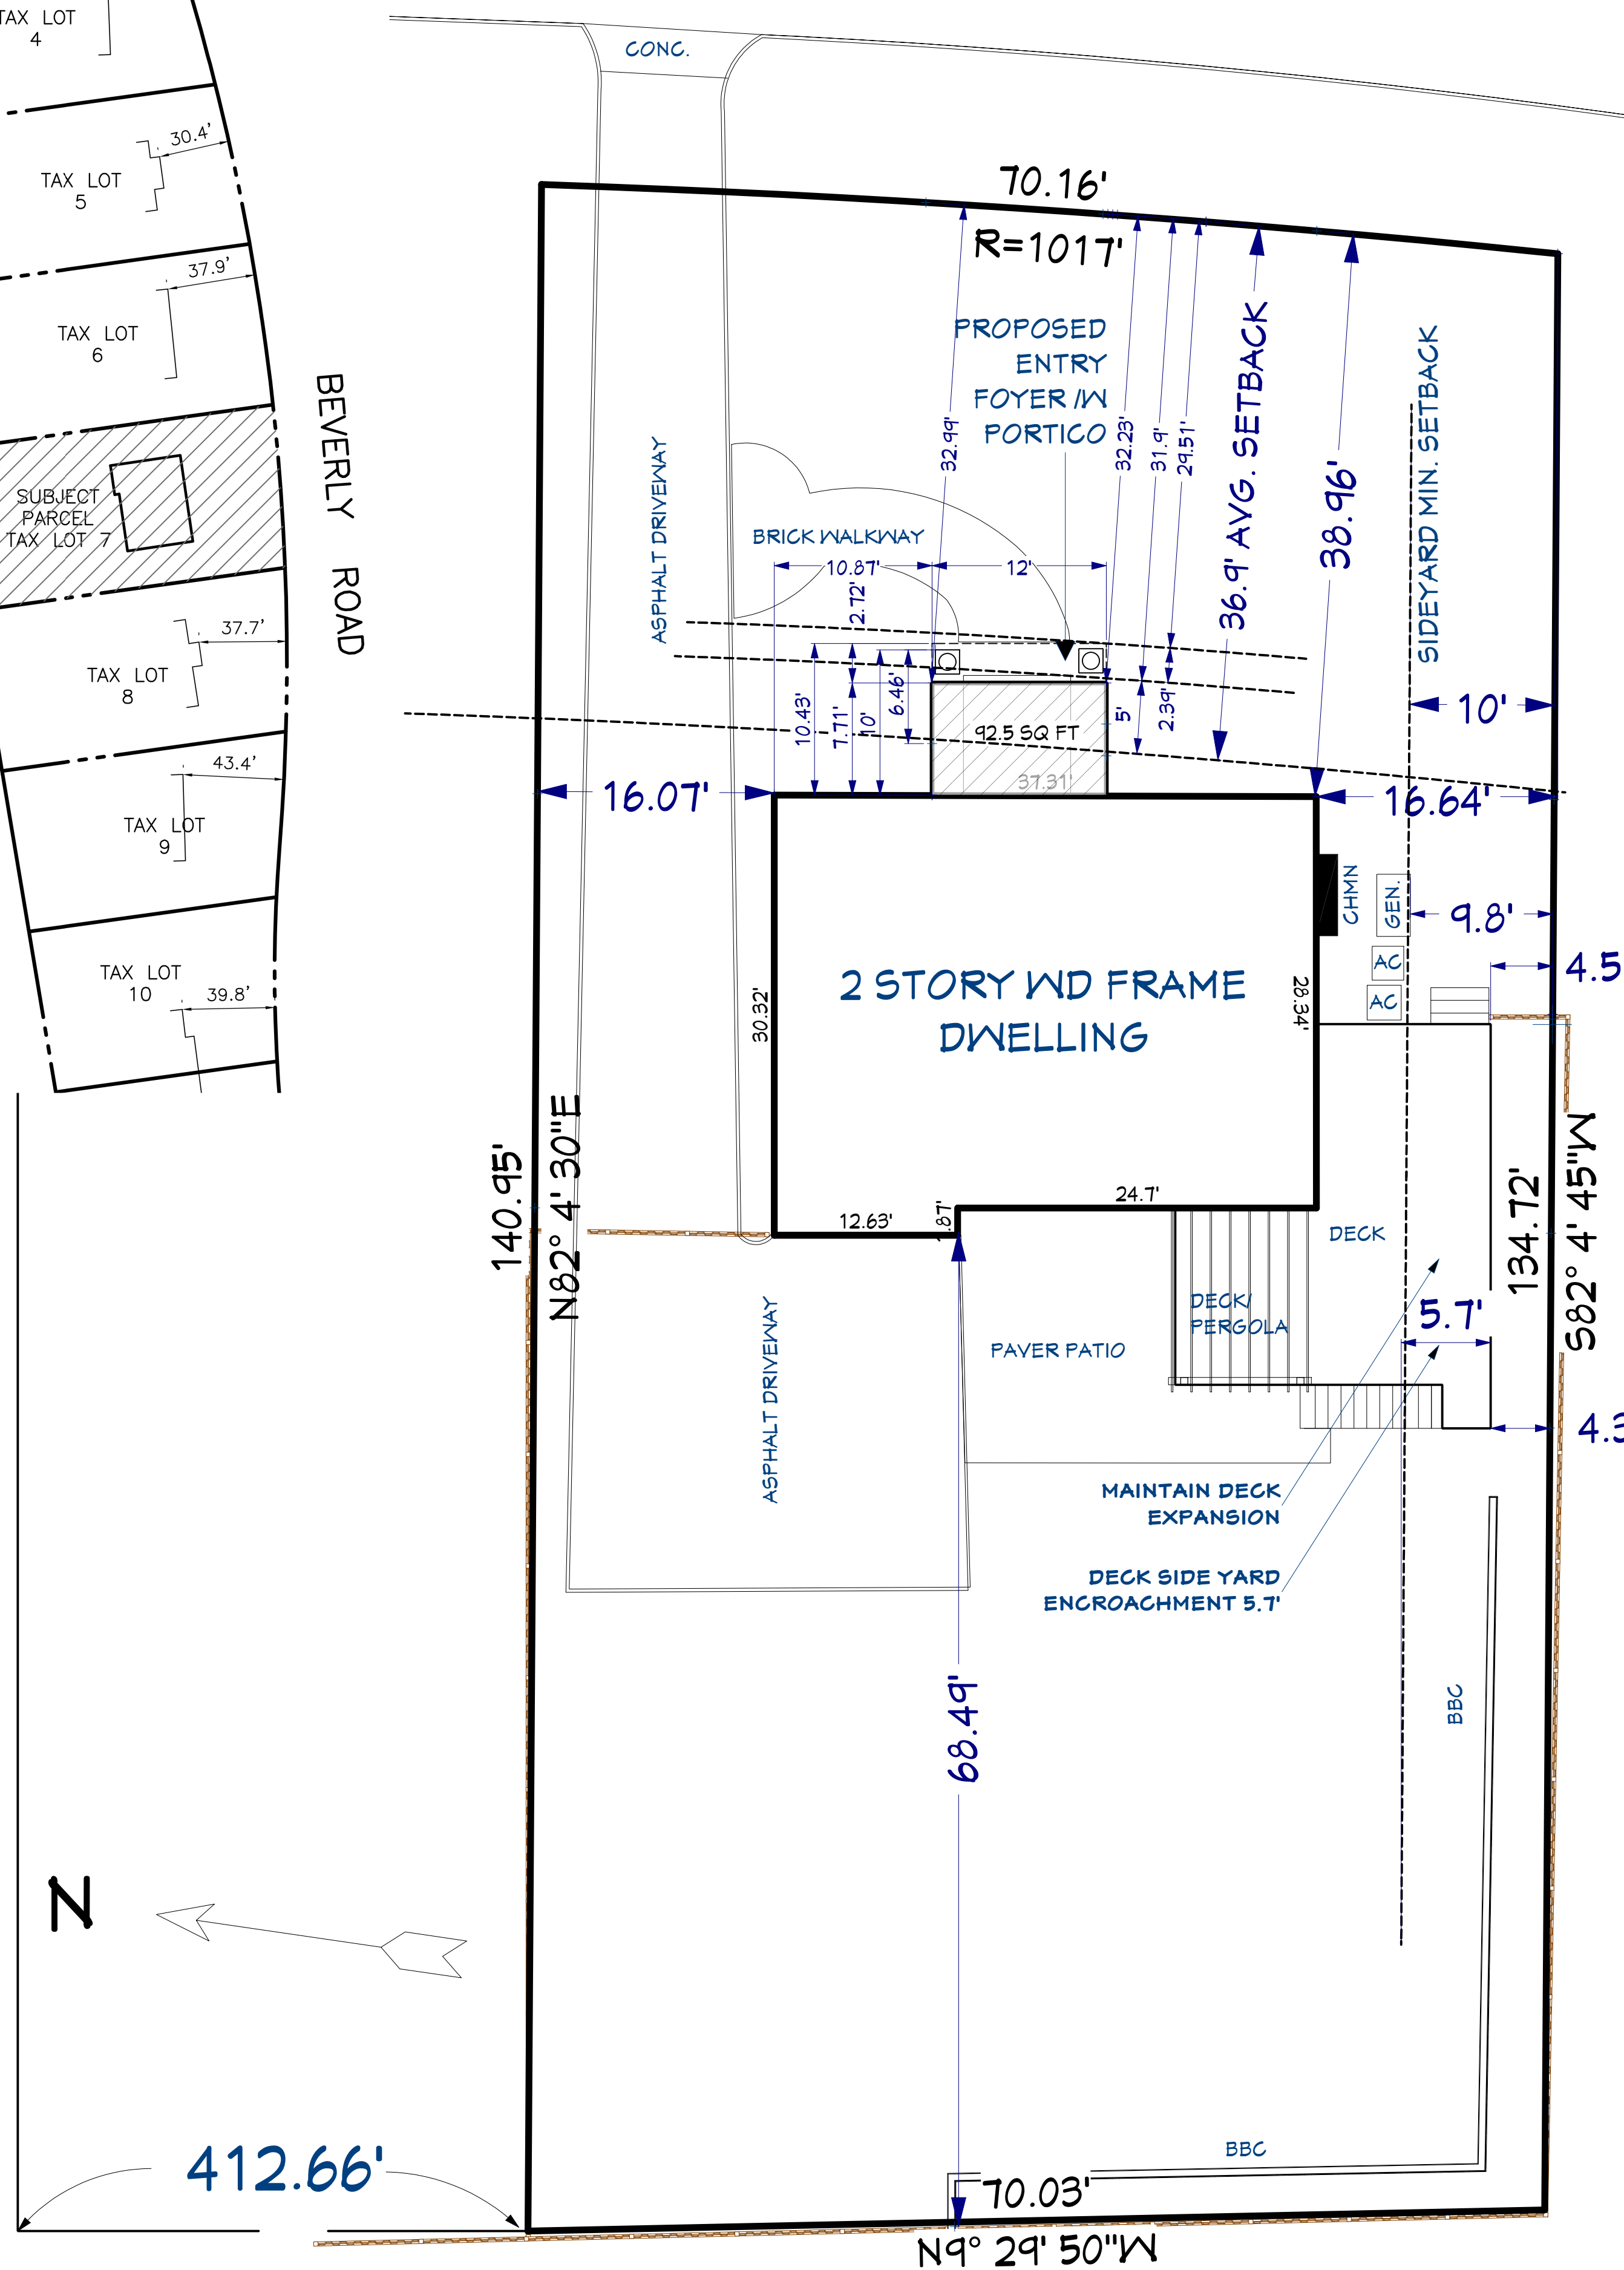 TAX LOT
4
30.4'
TAX LOT
5
37.9'
TAX LOT
6
SUBJECT
PARCEL
TAX LOT 7
37.7'
TAX LOT
8
43.4'
TAX LOT
9
39.8'
TAX LOT
10
BEVERLY ROAD
CONC.
70.16'
R=1017'
PROPOSED
ENTRY
FOYER /W
PORTICO
ASPHALT DRIVEWAY
BRICK WALKWAY
10.87'
12'
32.99'
32.23'
31.9'
29.51'
36.9' AVG. SETBACK
38.96'
SIDEYARD MIN. SETBACK
2.72'
10.43'
7.71'
10'
6.46'
5'
2.39'
92.5 SQ FT
37.31'
10'
16.07'
16.64'
CHMN
GEN.
9.8'
AC
AC
4.5
2 STORY WD FRAME
DWELLING
30.32'
28.34'
140.95'
N82° 4' 30"E
12.63'
.87'
24.7'
DECK
134.72'
S82° 4' 45"W
DECK/
PERGOLA
5.7'
PAVER PATIO
ASPHALT DRIVEWAY
4.3
MAINTAIN DECK
EXPANSION
DECK SIDE YARD
ENCROACHMENT 5.7'
68.49'
BBC
N
BBC
412.66'
70.03'
N9° 29' 50"W